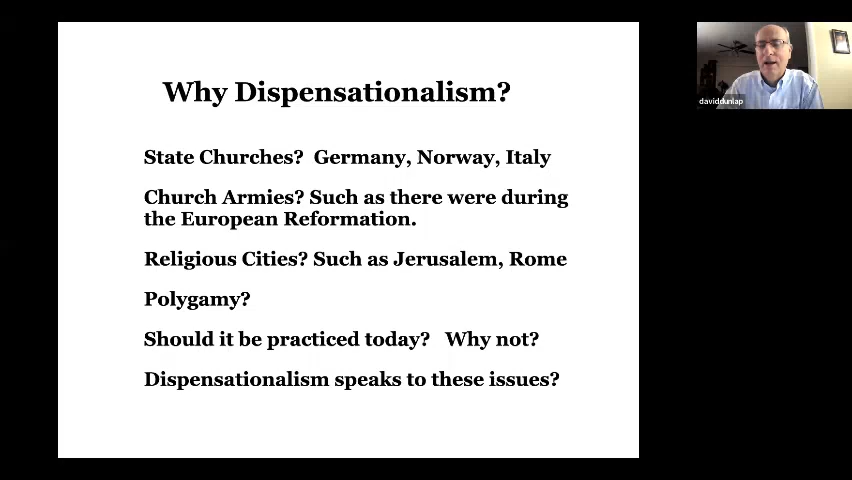 Why Dispensationalism?
State Churches?  Germany, Norway, Italy
Church Armies? Such as there were during
the European Reformation.
Religious Cities? Such as Jerusalem, Rome
Polygamy?
Should it be practiced today?   Why not?
Dispensationalism speaks to these issues?
daviddunlap